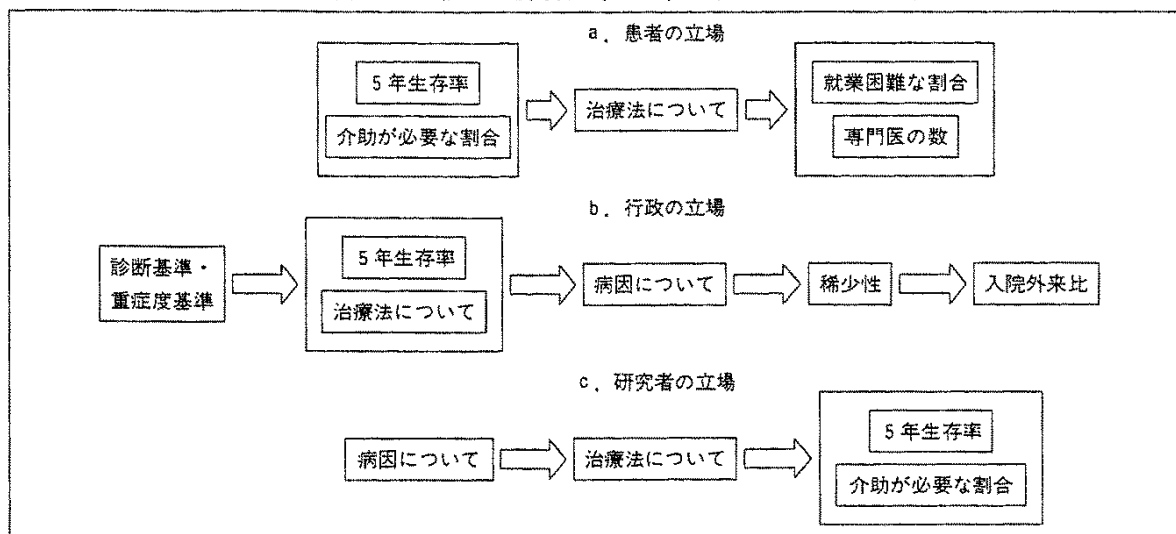 a．患者の立場
5年生存率
介助が必要な割合
治療法について
就業困難な割合
専門医の数
b．行政の立場
診断基準・
重症度基準
5年生存率
治療法について
病因について
稀少性
入院外来比
c．研究者の立場
病因について
治療法について
5年生存率
介助が必要な割合